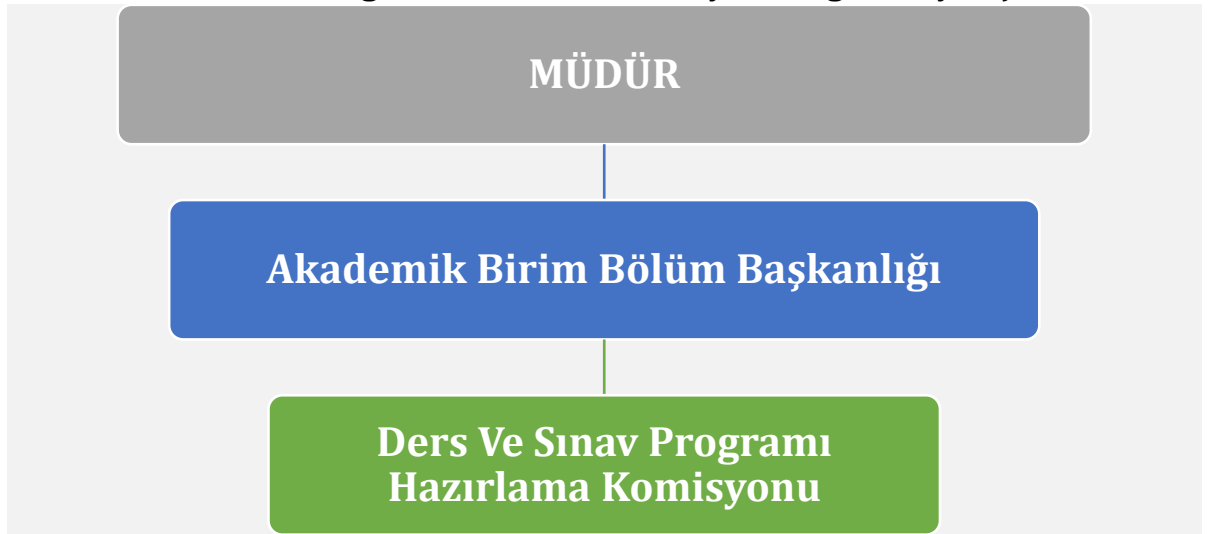 MÜDÜR
Akademik Birim Bölüm Başkanlığı
Ders Ve Sınav Programı
Hazırlama Komisyonu